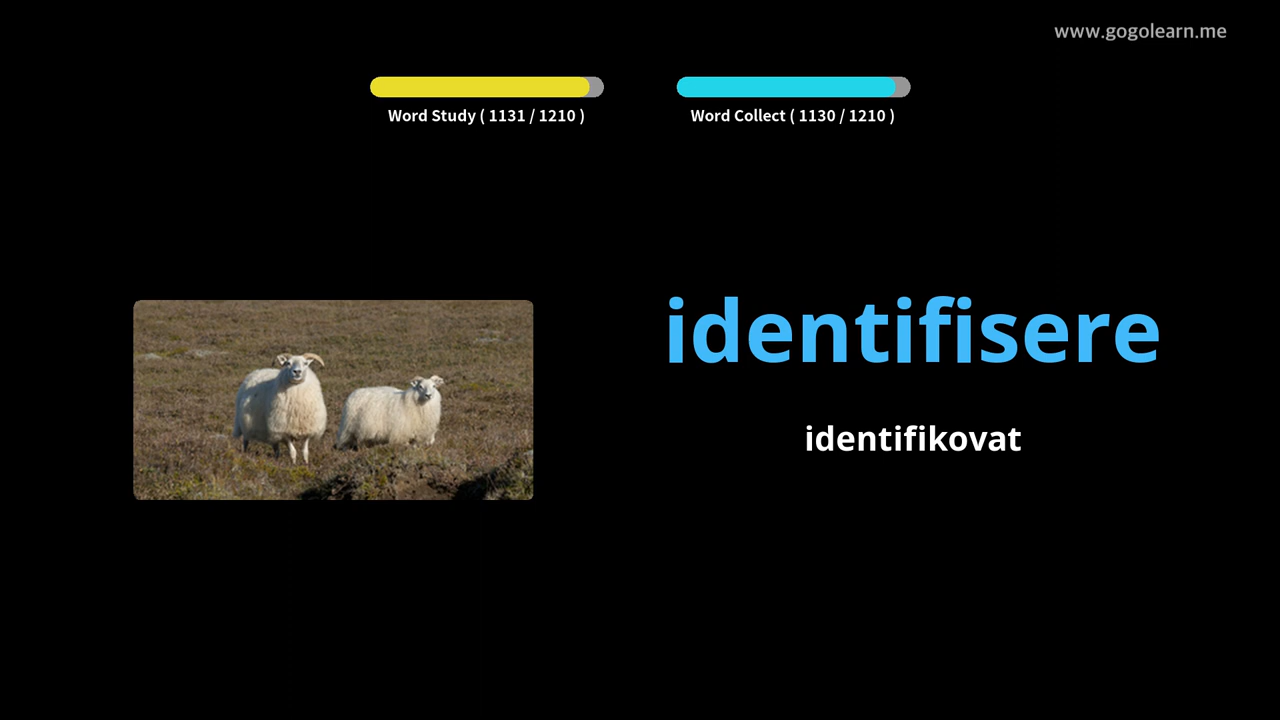 www.gogolearn.me
Word Study ( 1131 / 1210 )
Word Collect ( 1130 / 1210 )
identifisere
identifikovat